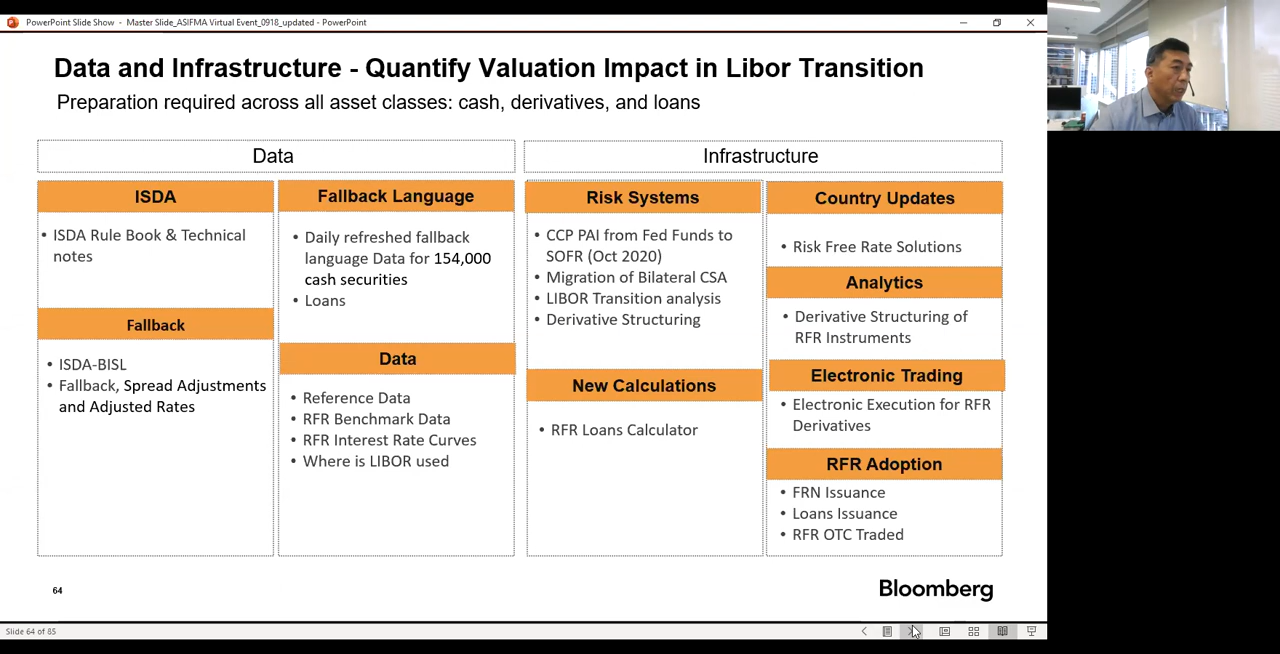 PowerPoint Slide Show - Master Slide_ASIFMA Virtual Event_0918_updated - PowerPoint
Data and Infrastructure - Quantify Valuation Impact in Libor Transition
Preparation required across all asset classes: cash, derivatives, and loans
Data
ISDA
• ISDA Rule Book & Technical
notes
Fallback
• ISDA-BISL
• Fallback, Spread Adjustments
and Adjusted Rates
Fallback Language
• Daily refreshed fallback
language Data for 154,000
cash securities
• Loans
Data
• Reference Data
• RFR Benchmark Data
• RFR Interest Rate Curves
• Where is LIBOR used
Infrastructure
Risk Systems
• CCP PAI from Fed Funds to
SOFR (Oct 2020)
• Migration of Bilateral CSA
• LIBOR Transition analysis
• Derivative Structuring
New Calculations
• RFR Loans Calculator
Country Updates
• Risk Free Rate Solutions
Analytics
• Derivative Structuring of
RFR Instruments
Electronic Trading
• Electronic Execution for RFR
Derivatives
RFR Adoption
• FRN Issuance
• Loans Issuance
• RFR OTC Traded
64
Bloomberg
Slide 64 of 85